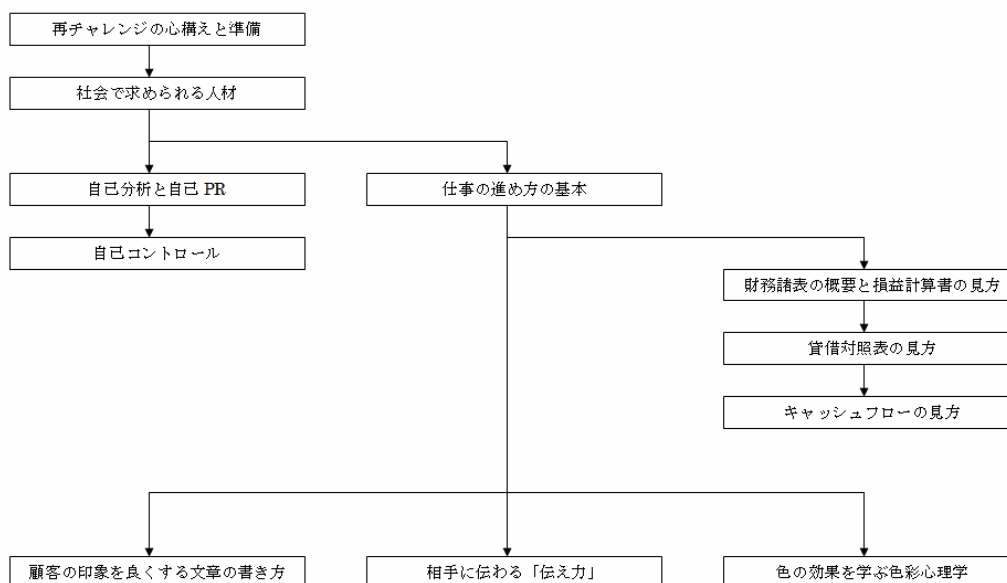 再チャレンジの心構えと準備
社会で求められる人材
自己分析と自己 PR
仕事の進め方の基本
自己コントロール
財務諸表の概要と損益計算書の見方
貸借対照表の見方
キャッシュフローの見方
顧客の印象を良くする文章の書き方
相手に伝わる「伝え力」
色の効果を学ぶ色彩心理学